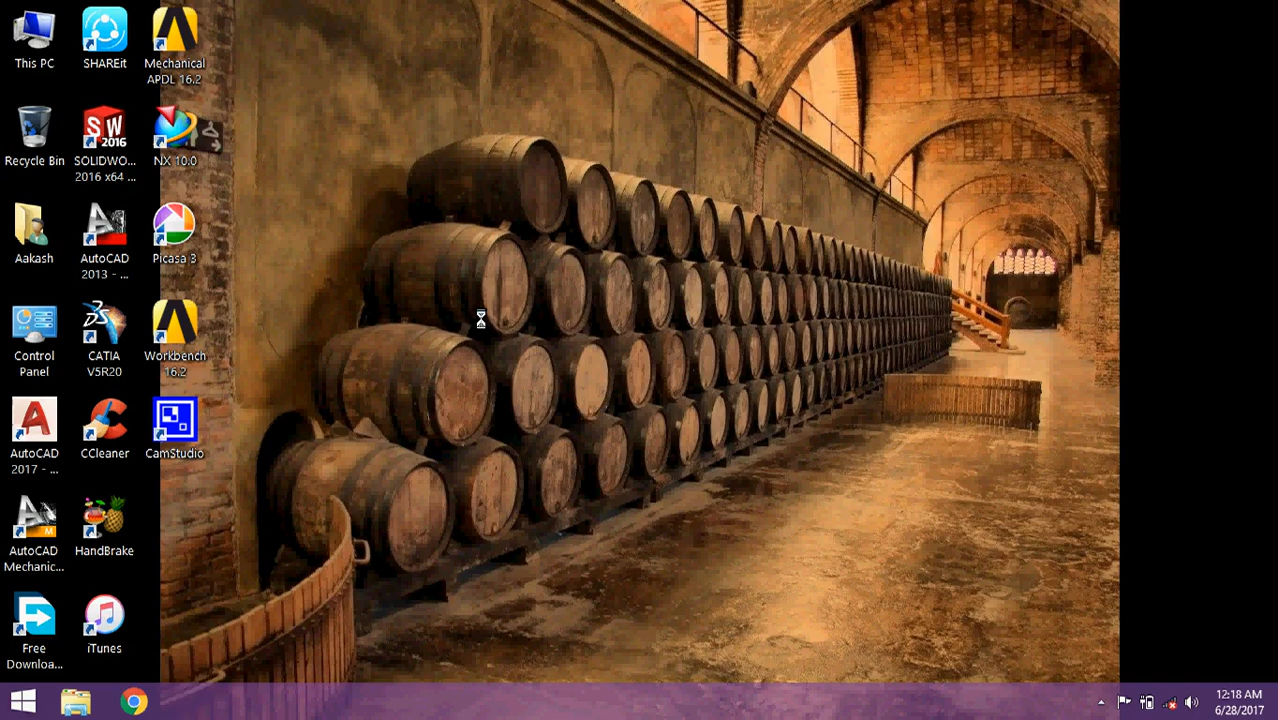 This PC
SHAREit
Mechanical
APDL 16.2
Recycle Bin
SW
2016
SOLIDWO...
2016 x64 ...
NX 10.0
Aakash
AutoCAD
2013 - ...
Picasa 3
Control
Panel
CATIA
V5R20
Workbench
16.2
AutoCAD
2017 - ...
CCleaner
CamStudio
M
AutoCAD
Mechanic...
HandBrake
Free
Downloa...
iTunes
12:18 AM
6/28/2017